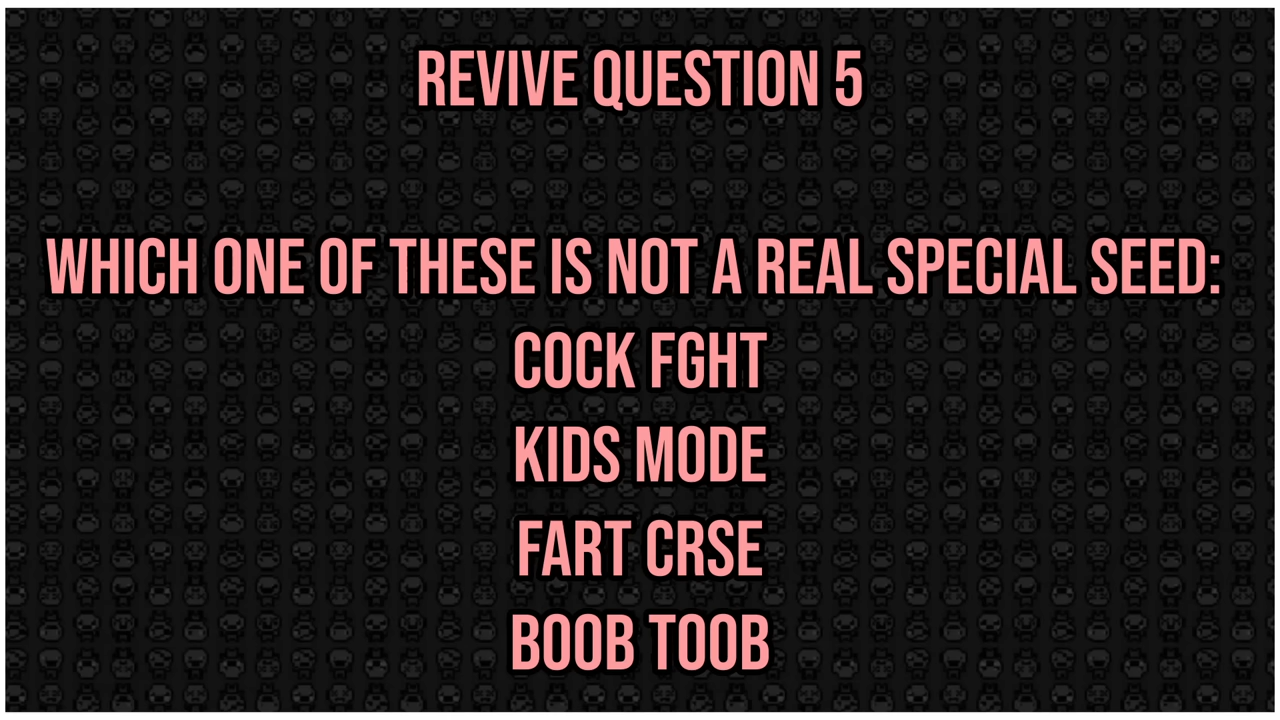 REVIVE QUESTION 5
WHICH ONE OF THESE IS NOT A REAL SPECIAL SEED:
COCK FGHT
KIDS MODE
FART CRSE
BOOB TOOB